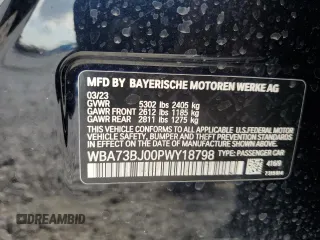 MFD BY BAYERISCHE MOTOREN WERKE AG
03/23
GVWR 5302 lbs 2405 kg
GAWR FRONT 2612 lbs 1185 kg
GAWR REAR 2811 lbs 1275 kg
THIS VEHICLE CONFORMS TO ALL APPLICABLE U.S. FEDERAL MOTOR
VEHICLE SAFETY, BUMPER, AND THEFT PREVENTION STANDARDS IN
EFFECT ON THE DATE OF MANUFACTURE SHOWN ABOVE.
WBA73BJ00PWY18798 TYPE: PASSENGER CAR
416/9
DREAMBID